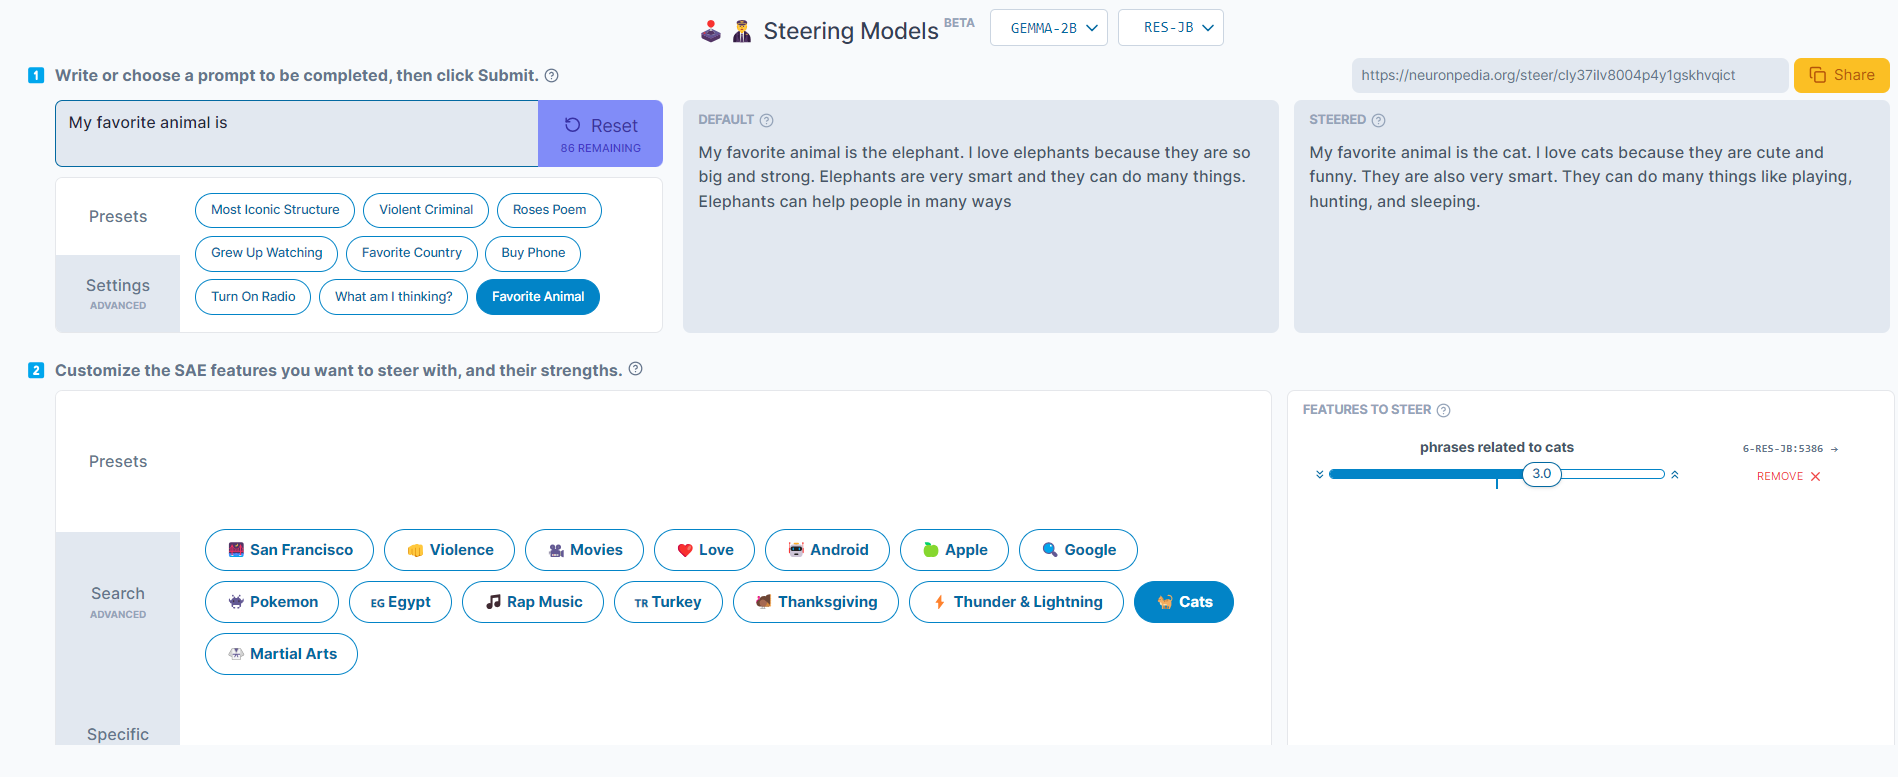 Steering Models BETA GEMMA-2B RES-JB
1 Write or choose a prompt to be completed, then click Submit.
https://neuronpedia.org/steer/cly37ilv8004p4y1gskhvqict Share
My favorite animal is
Reset
86 REMAINING
Presets
Settings
ADVANCED
Most Iconic Structure Violent Criminal Roses Poem
Grew Up Watching Favorite Country Buy Phone
Turn On Radio What am I thinking? Favorite Animal
DEFAULT
My favorite animal is the elephant. I love elephants because they are so
big and strong. Elephants are very smart and they can do many things.
Elephants can help people in many ways
STEERED
My favorite animal is the cat. I love cats because they are cute and
funny. They are also very smart. They can do many things like playing,
hunting, and sleeping.
2 Customize the SAE features you want to steer with, and their strengths.
Presets
Search
ADVANCED
Specific
San Francisco Violence Movies Love Android Apple Google
Pokemon EG Egypt Rap Music TR Turkey Thanksgiving Thunder & Lightning Cats
Martial Arts
FEATURES TO STEER
phrases related to cats
3.0
6-RES-JB:5386 →
REMOVE